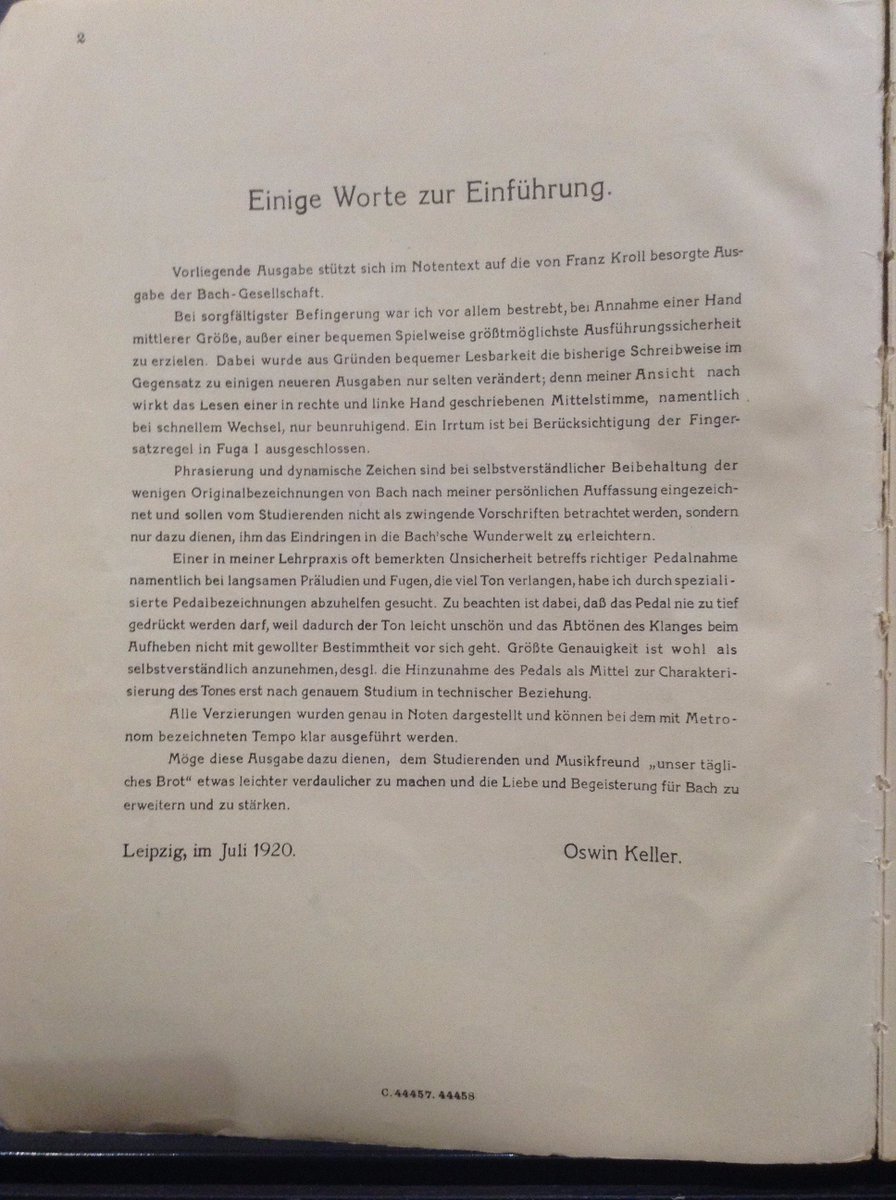 2
Einige Worte zur Einführung.
Vorliegende Ausgabe stützt sich im Notentext auf die von Franz Kroll besorgte Aus-
gabe der Bach-Gesellschaft.
Bei sorgfältigster Befingerung war ich vor allem bestrebt, bei Annahme einer Hand
mittlerer Größe, außer einer bequemen Spielweise größtmöglichste Ausführungssicherheit
zu erzielen. Dabei wurde aus Gründen bequemer Lesbarkeit die bisherige Schreibweise im
Gegensatz zu einigen neueren Ausgaben nur selten verändert; denn meiner Ansicht nach
wirkt das Lesen einer in rechte und linke Hand geschriebenen Mittelstimme, namentlich
bei schnellem Wechsel, nur beunruhigend. Ein Irrtum ist bei Berücksichtigung der Finger-
satzregel in Fuga I ausgeschlossen.
Phrasierung und dynamische Zeichen sind bei selbstverständlicher Beibehaltung der
wenigen Originalbezeichnungen von Bach nach meiner persönlichen Auffassung eingezeich-
net und sollen vom Studierenden nicht als zwingende Vorschriften betrachtet werden, sondern
nur dazu dienen, ihm das Eindringen in die Bach'sche Wunderwelt zu erleichtern.
Einer in meiner Lehrpraxis oft bemerkten Unsicherheit betreffs richtiger Pedalnahme
namentlich bei langsamen Präludien und Fugen, die viel Ton verlangen, habe ich durch speziali-
sierte Pedalbezeichnungen abzuhelfen gesucht. Zu beachten ist dabei, daß das Pedal nie zu tief
gedrückt werden darf, weil dadurch der Ton leicht unschön und das Abtönen des Klanges beim
Aufheben nicht mit gewollter Bestimmtheit vor sich geht. Größte Genauigkeit ist wohl als
selbstverständlich anzunehmen, desgl. die Hinzunahme des Pedals als Mittel zur Charakteri-
sierung des Tones erst nach genauem Studium in technischer Beziehung.
Alle Verzierungen wurden genau in Noten dargestellt und können bei dem mit Metro-
nom bezeichneten Tempo klar ausgeführt werden.
Möge diese Ausgabe dazu dienen, dem Studierenden und Musikfreund „unser tägli-
ches Brot“ etwas leichter verdaulicher zu machen und die Liebe und Begeisterung für Bach zu
erweitern und zu stärken.
Leipzig, im Juli 1920. Oswin Keller.
C. 44457. 44458